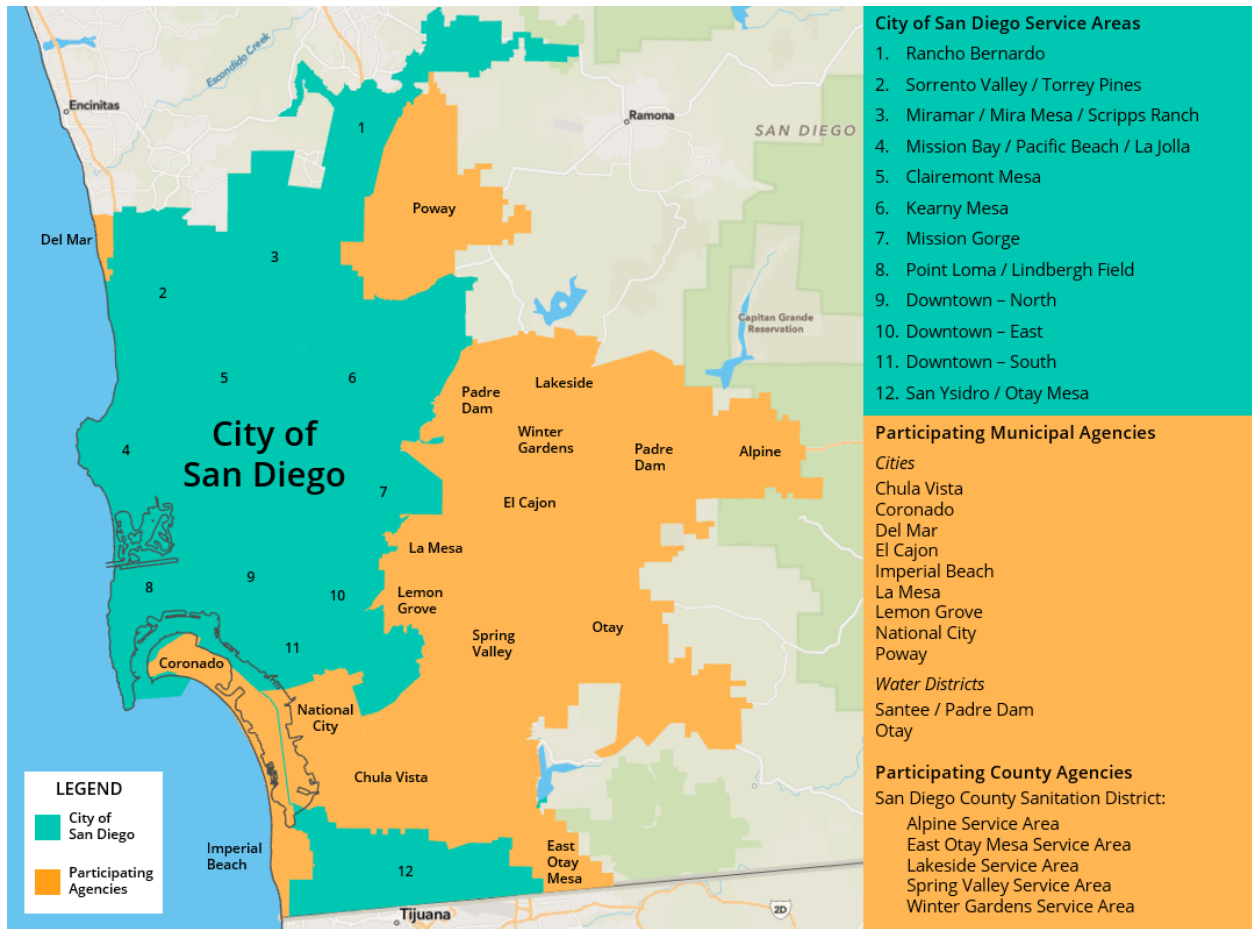 Escondido Creek
Encinitas
Ramona
SAN DIEGO
1
Poway
Del Mar
3
2
Capitan Grande
Reservation
5
6
Lakeside
Padre
Dam
City of
San Diego
4
Winter
Gardens
Padre
Dam
Alpine
7
El Cajon
La Mesa
8
9
10
Lemon
Grove
Spring
Valley
Otay
11
Coronado
National
City
Chula Vista
LEGEND
City of
San Diego
Participating
Agencies
Imperial
Beach
12
East
Otay
Mesa
Tijuana
2D
City of San Diego Service Areas
1. Rancho Bernardo
2. Sorrento Valley / Torrey Pines
3. Miramar / Mira Mesa / Scripps Ranch
4. Mission Bay / Pacific Beach / La Jolla
5. Clairemont Mesa
6. Kearny Mesa
7. Mission Gorge
8. Point Loma / Lindbergh Field
9. Downtown – North
10. Downtown – East
11. Downtown – South
12. San Ysidro / Otay Mesa
Participating Municipal Agencies
Cities
Chula Vista
Coronado
Del Mar
El Cajon
Imperial Beach
La Mesa
Lemon Grove
National City
Poway
Water Districts
Santee / Padre Dam
Otay
Participating County Agencies
San Diego County Sanitation District:
Alpine Service Area
East Otay Mesa Service Area
Lakeside Service Area
Spring Valley Service Area
Winter Gardens Service Area